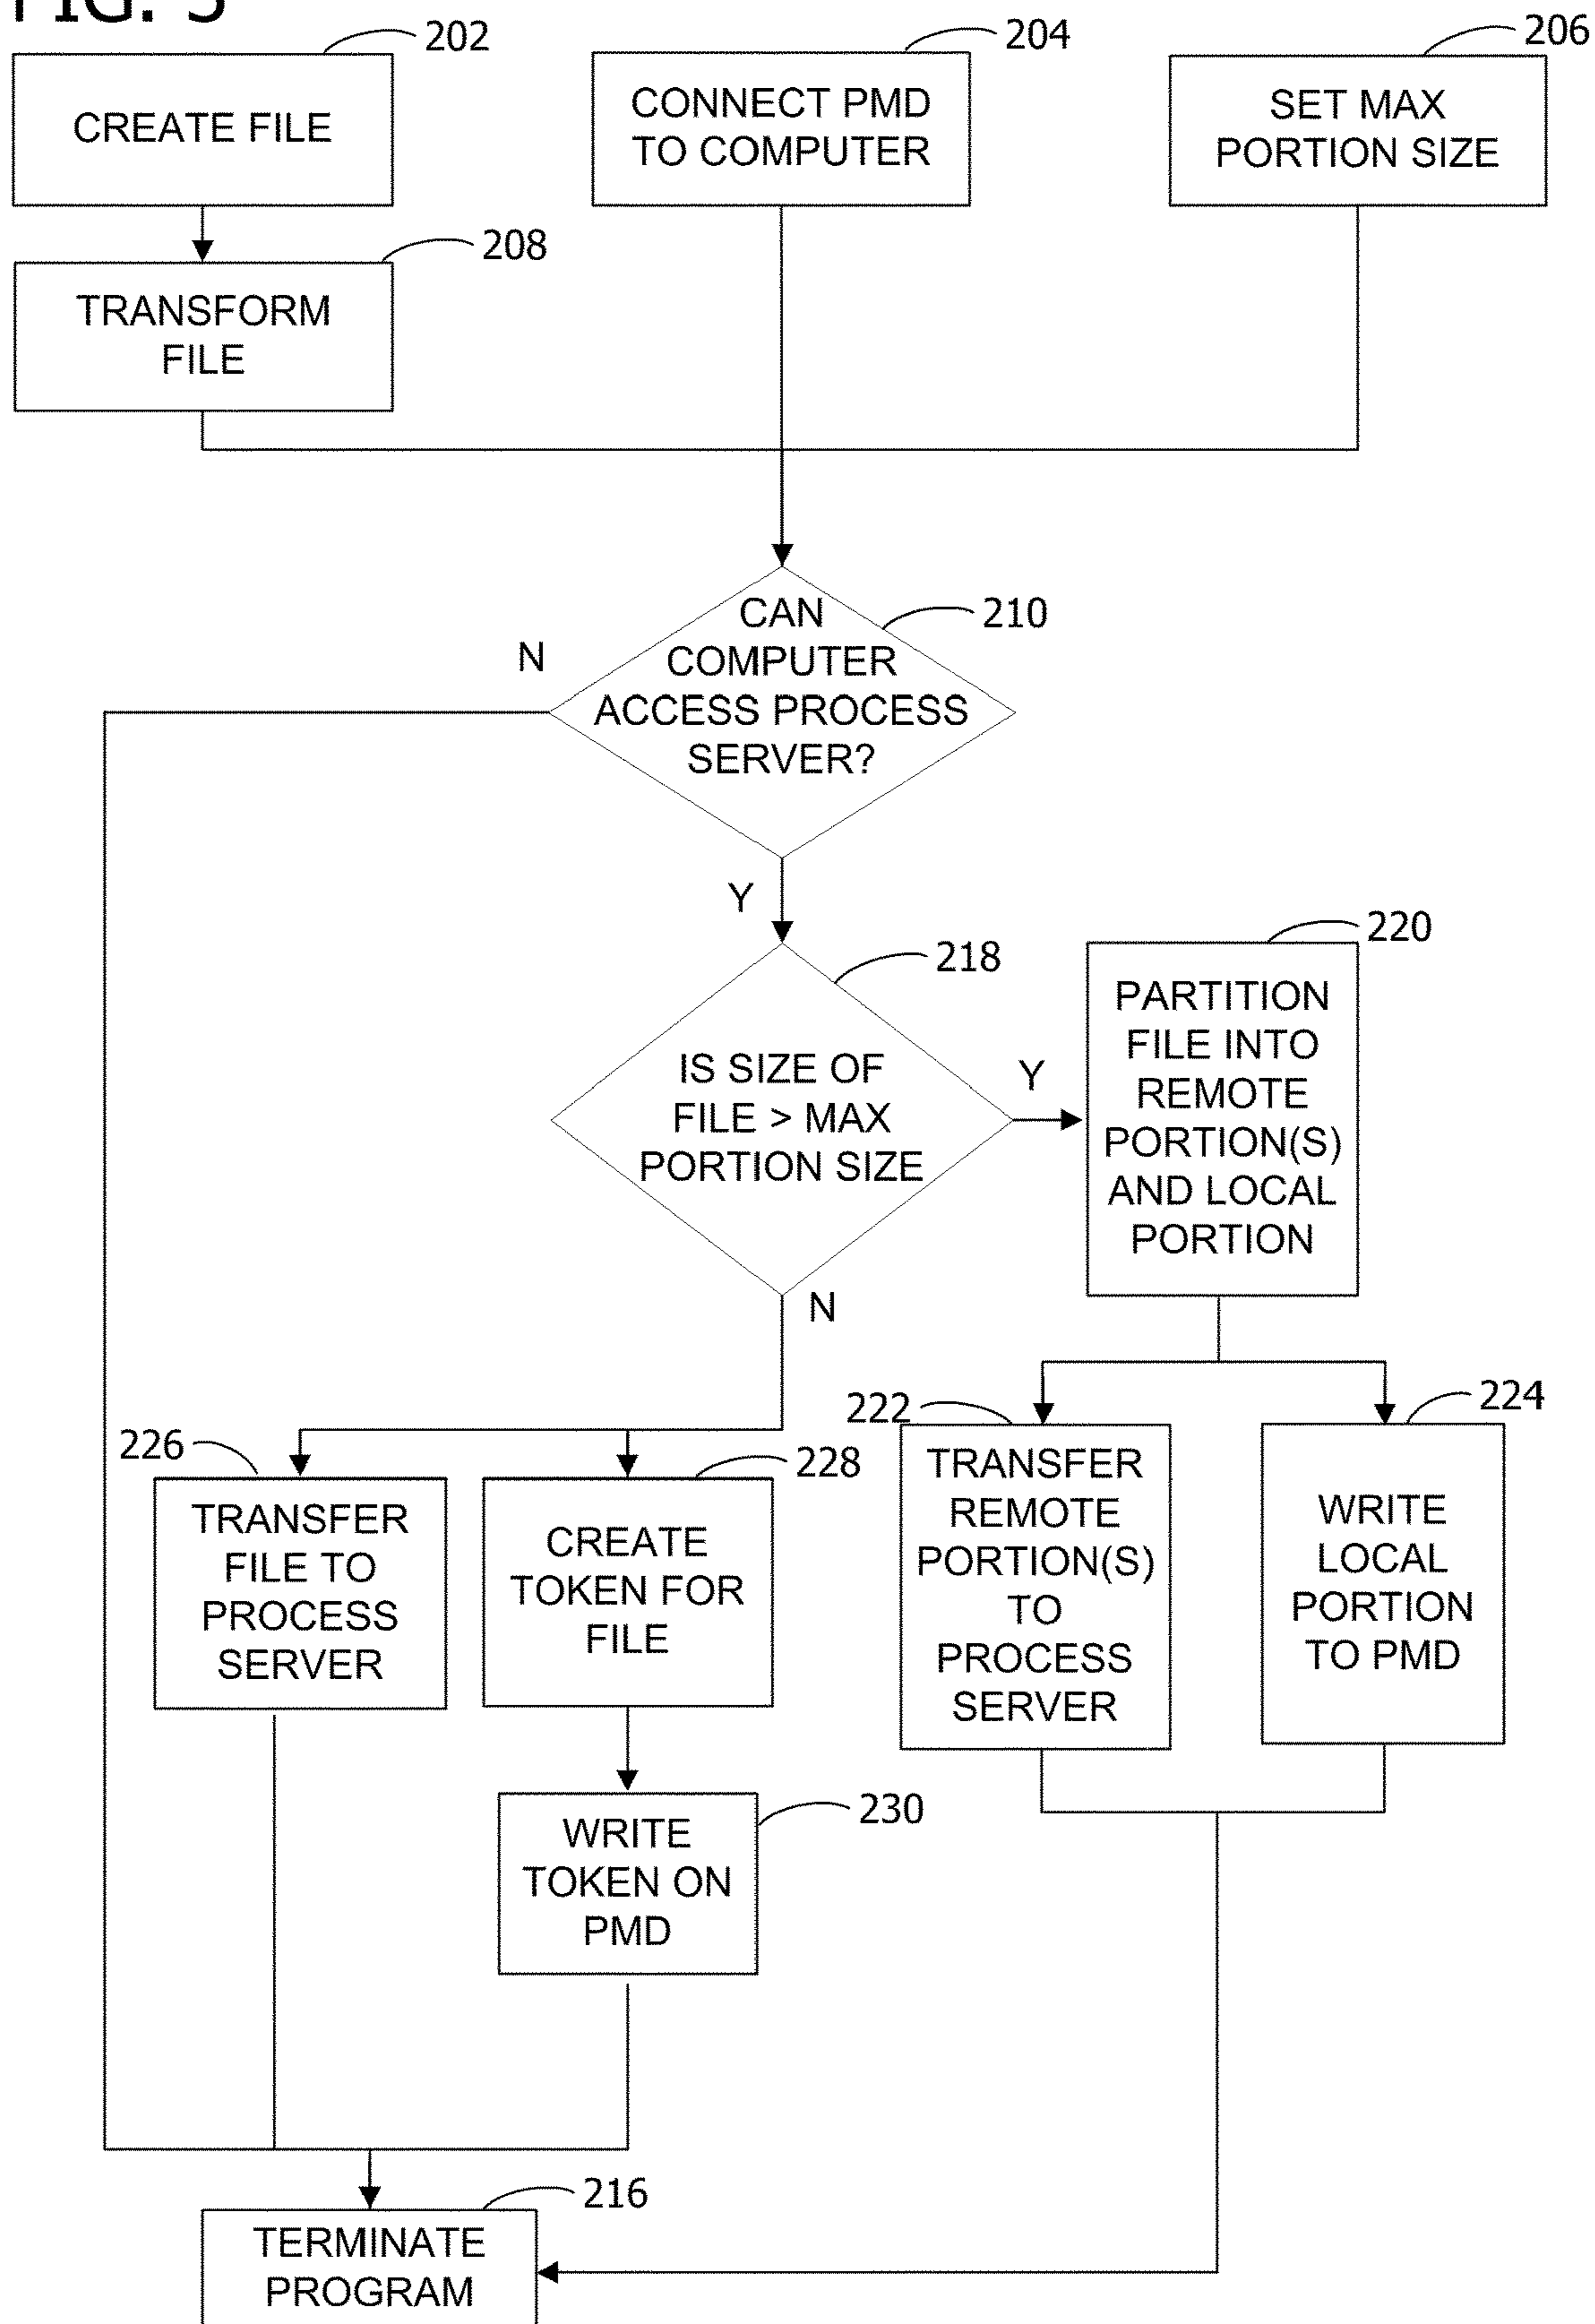 FIG. 3
202
CREATE FILE
204
CONNECT PMD
TO COMPUTER
206
SET MAX
PORTION SIZE
208
TRANSFORM
FILE
210
CAN
COMPUTER
ACCESS PROCESS
SERVER?
N
Y
218
IS SIZE OF
FILE > MAX
PORTION SIZE
Y
N
220
PARTITION
FILE INTO
REMOTE
PORTION(S)
AND LOCAL
PORTION
226
TRANSFER
FILE TO
PROCESS
SERVER
228
CREATE
TOKEN FOR
FILE
222
TRANSFER
REMOTE
PORTION(S)
TO
PROCESS
SERVER
224
WRITE
LOCAL
PORTION
TO PMD
230
WRITE
TOKEN ON
PMD
216
TERMINATE
PROGRAM